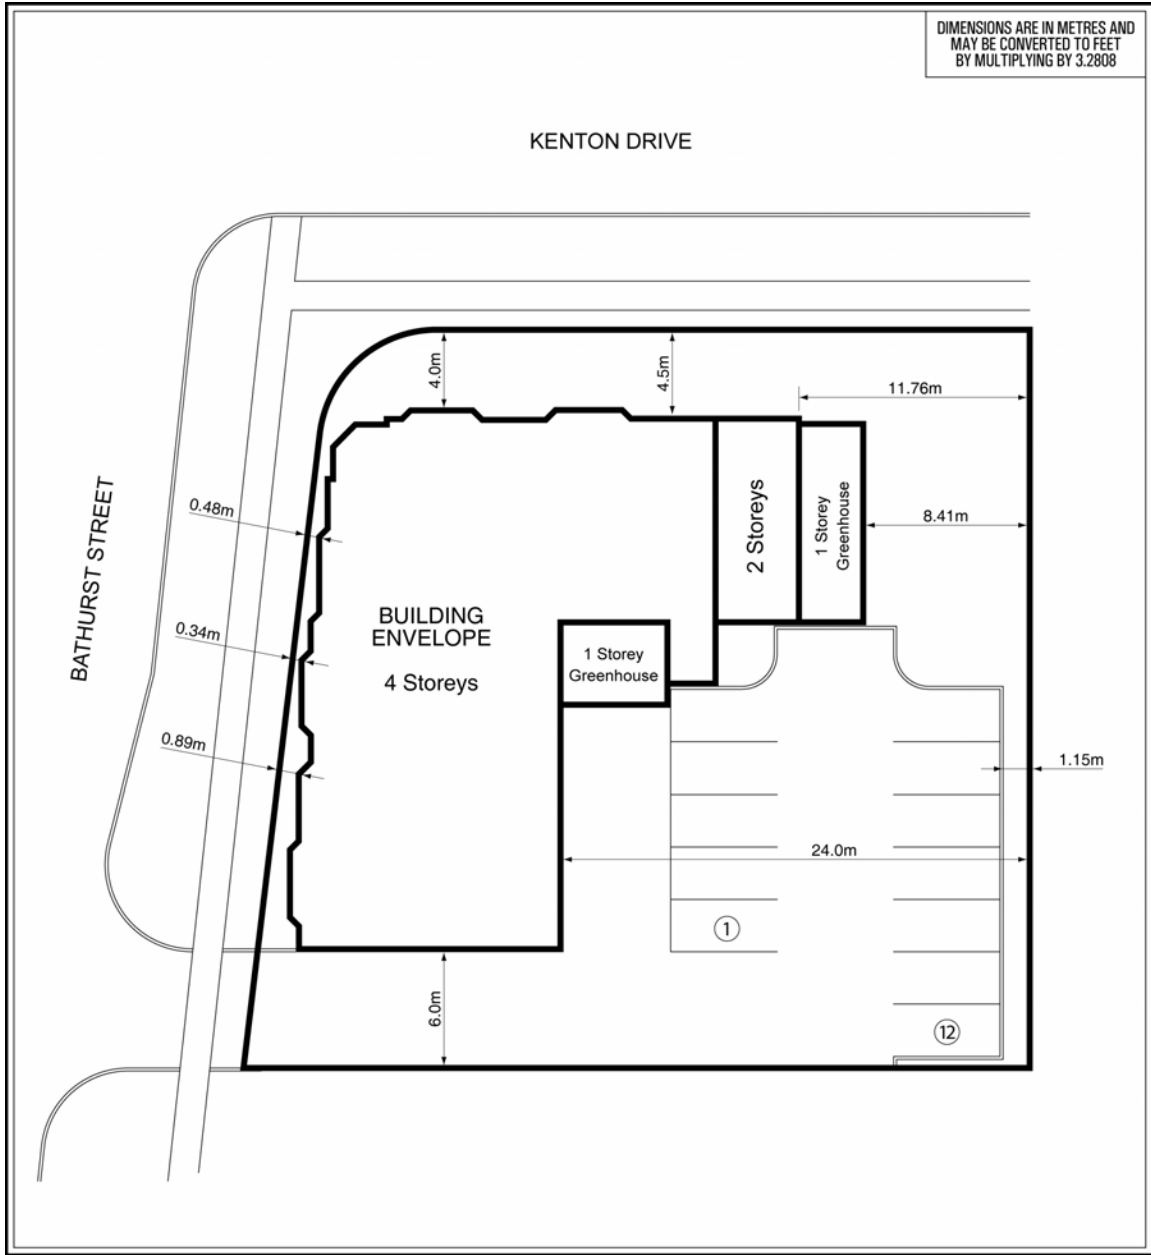 DIMENSIONS ARE IN METRES AND
MAY BE CONVERTED TO FEET
BY MULTIPLYING BY 3.2808
KENTON DRIVE
4.0m
4.5m
11.76m
BATHURST STREET
0.48m
2 Storeys
1 Storey
Greenhouse
8.41m
BUILDING
ENVELOPE
4 Storeys
0.34m
1 Storey
Greenhouse
0.89m
1.15m
24.0m
1
6.0m
12